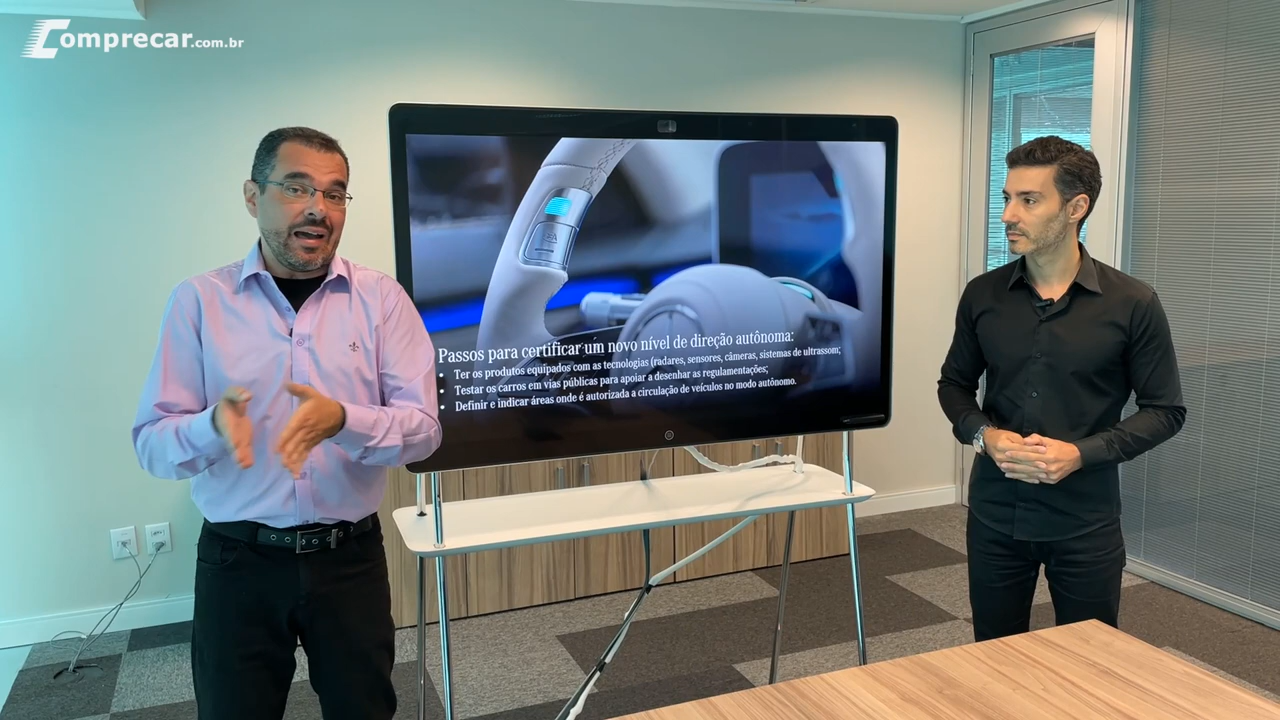 Comprecar.com.br
Passos para certificar um novo nível de direção autônoma:
• Ter os produtos equipados com as tecnologias (radares, sensores, câmeras, sistemas de ultrassom;
• Testar os carros em vias públicas para apoiar a desenhar as regulamentações;
• Definir e indicar áreas onde é autorizada a circulação de veículos no modo autônomo.